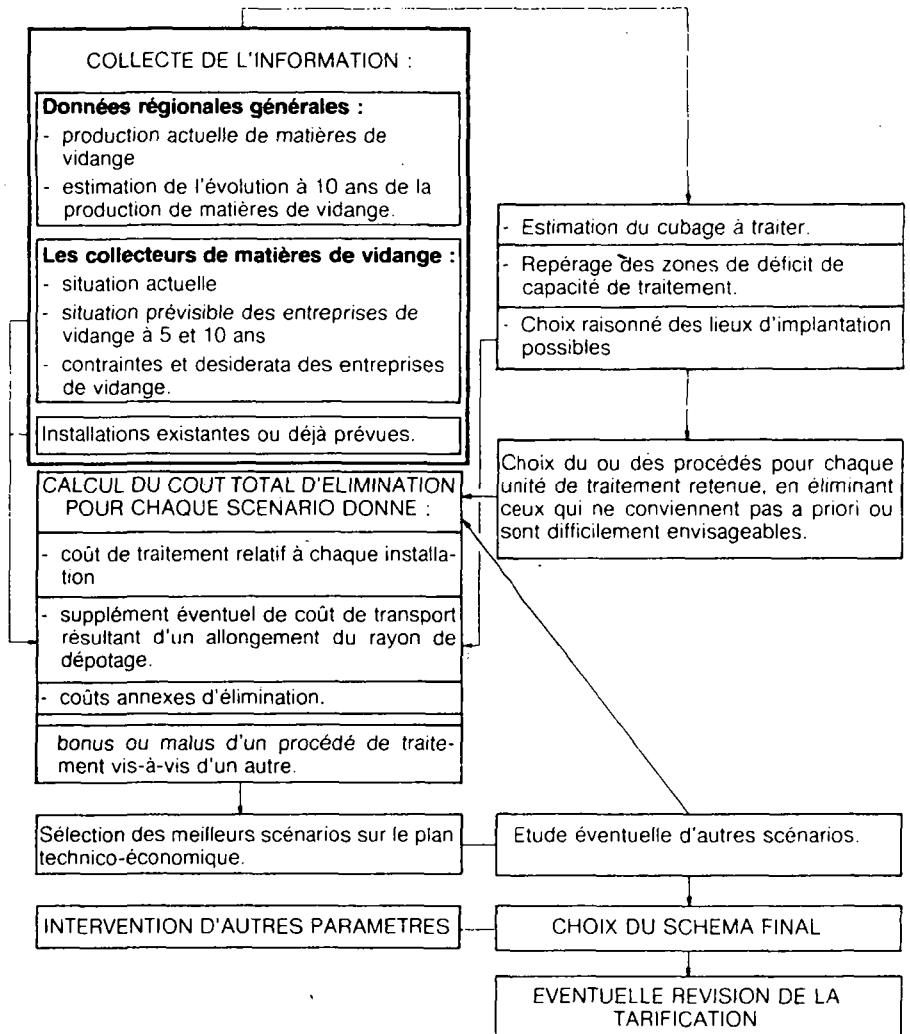 COLLECTE DE L'INFORMATION :
Données régionales générales :
- production actuelle de matières de
vidange
- estimation de l'évolution à 10 ans de la
production de matières de vidange.
Les collecteurs de matières de vidange :
- situation actuelle
- situation prévisible des entreprises de
vidange à 5 et 10 ans
- contraintes et desiderata des entreprises
de vidange.
Installations existantes ou déjà prévues.
- Estimation du cubage à traiter.
- Repérage des zones de déficit de
capacité de traitement.
- Choix raisonné des lieux d'implantation
possibles
Choix du ou des procédés pour chaque
unité de traitement retenue, en éliminant
ceux qui ne conviennent pas a priori ou
sont difficilement envisageables.
CALCUL DU COUT TOTAL D'ELIMINATION
POUR CHAQUE SCENARIO DONNE :
- coût de traitement relatif à chaque installa-
tion
- supplément éventuel de coût de transport
résultant d'un allongement du rayon de
dépotage.
- coûts annexes d'élimination.
bonus ou malus d'un procédé de traite-
ment vis-à-vis d'un autre.
Sélection des meilleurs scénarios sur le plan
technico-économique.
Etude éventuelle d'autres scénarios.
INTERVENTION D'AUTRES PARAMETRES
CHOIX DU SCHEMA FINAL
EVENTUELLE REVISION DE LA
TARIFICATION